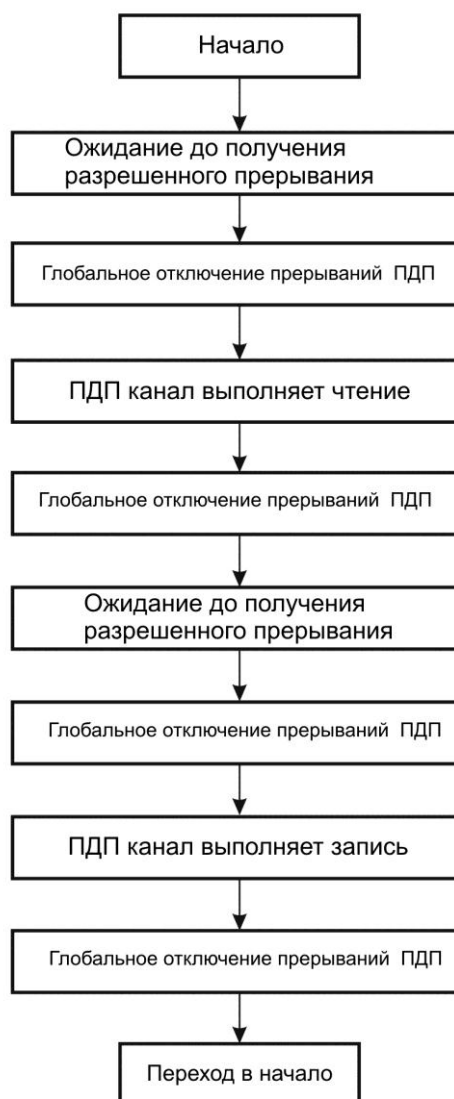 Начало
Ожидание до получения
разрешенного прерывания
Глобальное отключение прерываний ПДП
ПДП канал выполняет чтение
Глобальное отключение прерываний ПДП
Ожидание до получения
разрешенного прерывания
Глобальное отключение прерываний ПДП
ПДП канал выполняет запись
Глобальное отключение прерываний ПДП
Переход в начало